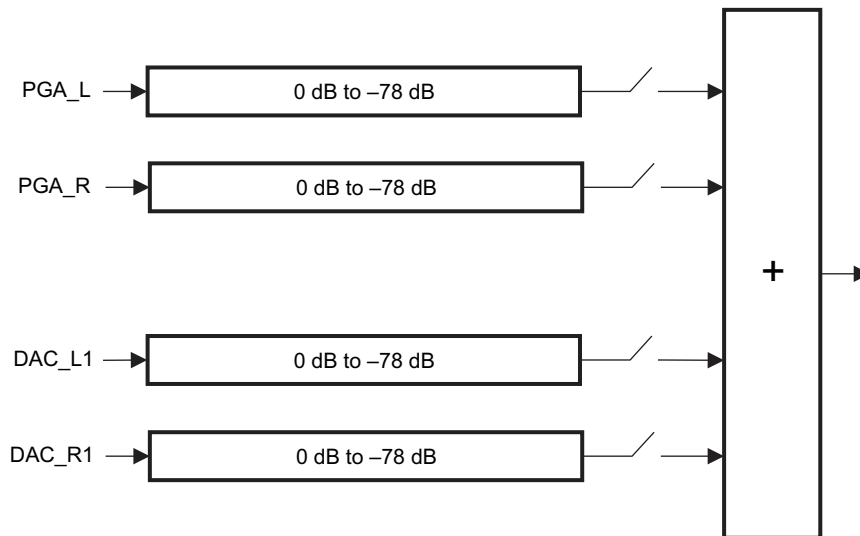 PGA_L
0 dB to –78 dB
PGA_R
0 dB to –78 dB
+
DAC_L1
0 dB to –78 dB
DAC_R1
0 dB to –78 dB